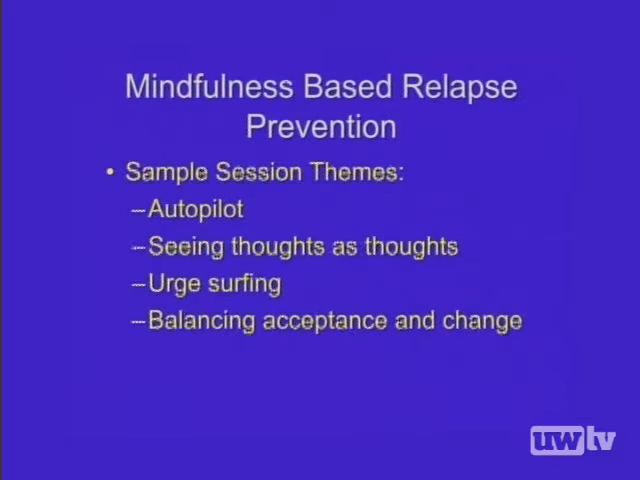 Mindfulness Based Relapse
Prevention
• Sample Session Themes:
–Autopilot
–Seeing thoughts as thoughts
–Urge surfing
–Balancing acceptance and change
uwtv